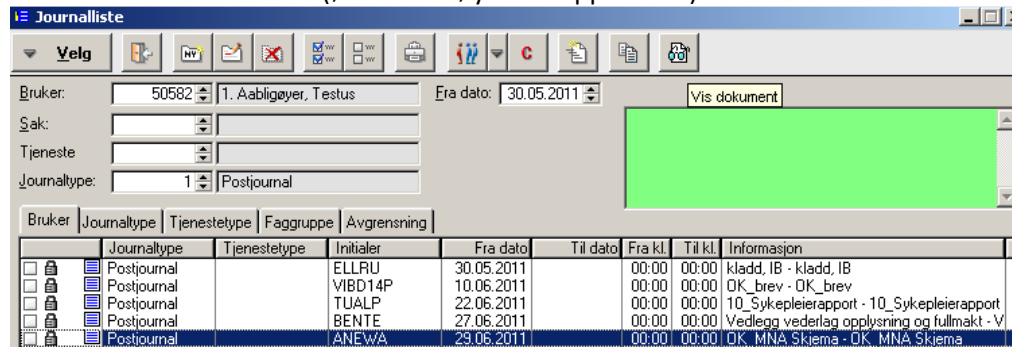 Journalliste
Velg NY C
Bruker: 50582 1. Aabligøyer, Testus Fra dato: 30.05.2011
Vis dokument
Sak:
Tjeneste
Journaltype: 1 Postjournal
Bruker Journaltype Tjenestetype Faggruppe Avgrensning
Journaltype Tjenestetype Initialer Fra dato Til dato Fra kl. Til kl. Informasjon
Postjournal ELLRU 30.05.2011 00:00 00:00 kladd, IB - kladd, IB
Postjournal VIBD14P 10.06.2011 00:00 00:00 OK_brev - OK_brev
Postjournal TUALP 22.06.2011 00:00 00:00 10_Sykepleierapport - 10_Sykepleierapport
Postjournal BENTE 27.06.2011 00:00 00:00 Vedlegg vederlag opplysning og fullmakt - V
Postjournal ANEWA 29.06.2011 00:00 00:00 OK_MNA Skjema - OK_MNA Skjema